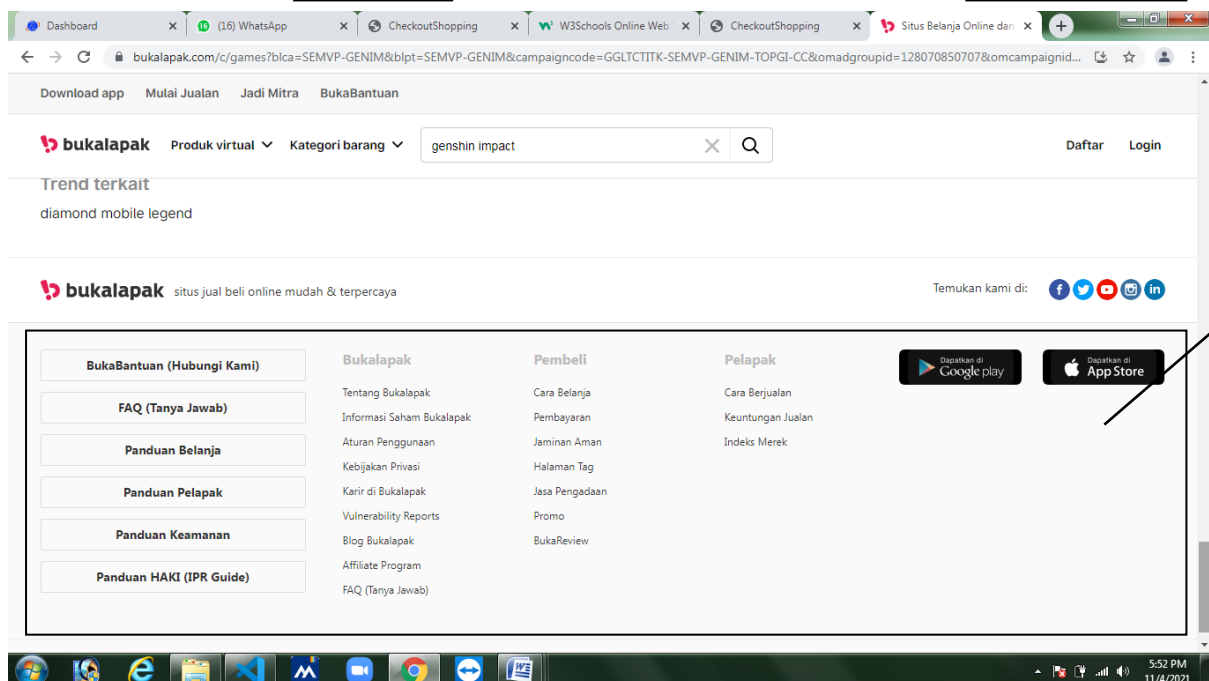 Dashboard
(16) WhatsApp
CheckoutShopping
W3Schools Online Web
CheckoutShopping
Situs Belanja Online dan
bukalapak.com/c/games?blca=SEMVP-GENIM&blpt=SEMVP-GENIM&campaigncode=GGLTCTITK-SEMVP-GENIM-TOPGI-CC&omadgroupid=128070850707&omcampaignid...
Download app Mulai Jualan Jadi Mitra BukaBantuan
bukalapak Produk virtual Kategori barang genshin impact Daftar Login
Trend terkait
diamond mobile legend
bukalapak situs jual beli online mudah & terpercaya Temukan kami di:
BukaBantuan (Hubungi Kami)
FAQ (Tanya Jawab)
Panduan Belanja
Panduan Pelapak
Panduan Keamanan
Panduan HAKI (IPR Guide)
Bukalapak
Tentang Bukalapak
Informasi Saham Bukalapak
Aturan Penggunaan
Kebijakan Privasi
Karir di Bukalapak
Vulnerability Reports
Blog Bukalapak
Affiliate Program
FAQ (Tanya Jawab)
Pembeli
Cara Belanja
Pembayaran
Jaminan Aman
Halaman Tag
Jasa Pengadaan
Promo
BukaReview
Pelapak
Cara Berjualan
Keuntungan Jualan
Indeks Merek
Dapatkan di
Google play
Dapatkan di
App Store
5:52 PM
11/4/2021